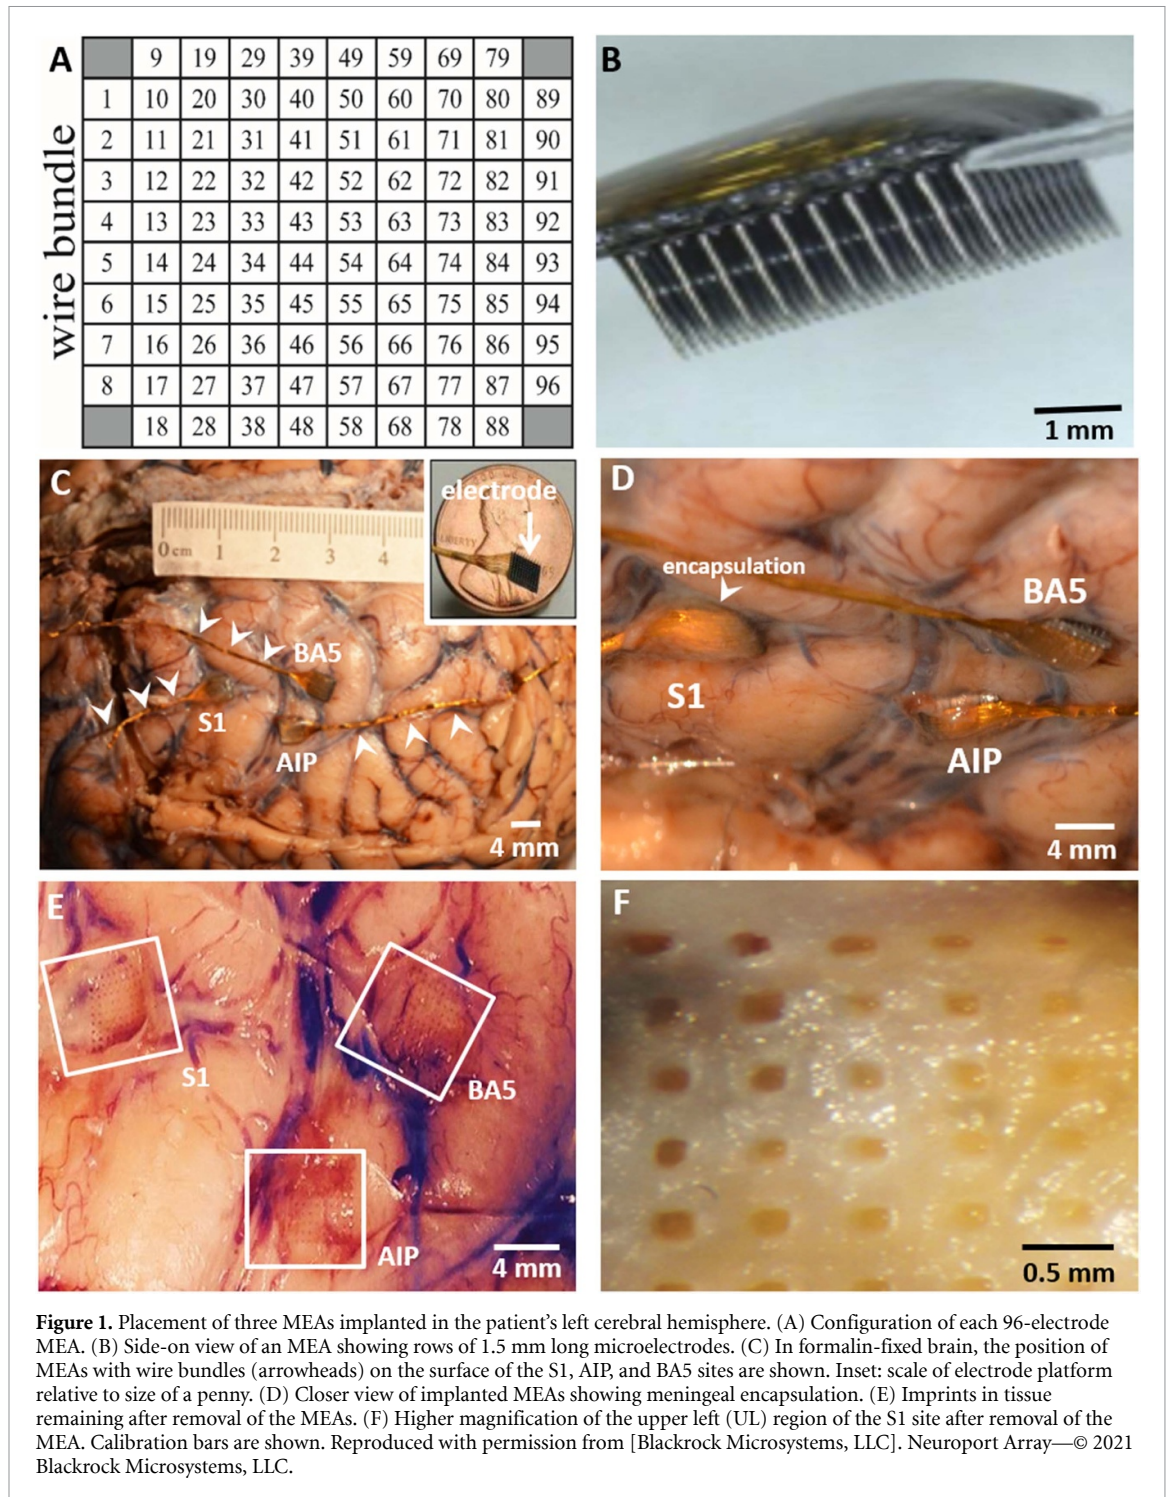 A
9 19 29 39 49 59 69 79
1 10 20 30 40 50 60 70 80 89
2 11 21 31 41 51 61 71 81 90
3 12 22 32 42 52 62 72 82 91
4 13 23 33 43 53 63 73 83 92
5 14 24 34 44 54 64 74 84 93
6 15 25 35 45 55 65 75 85 94
7 16 26 36 46 56 66 76 86 95
8 17 27 37 47 57 67 77 87 96
18 28 38 48 58 68 78 88
wire bundle
B
1 mm
C
0cm 1 2 3 4
electrode
LIBERTY
BA5
S1
AIP
4 mm
D
encapsulation
BA5
S1
AIP
4 mm
E
S1
BA5
AIP
4 mm
F
0.5 mm
Figure 1. Placement of three MEAs implanted in the patient's left cerebral hemisphere. (A) Configuration of each 96-electrode
MEA. (B) Side-on view of an MEA showing rows of 1.5 mm long microelectrodes. (C) In formalin-fixed brain, the position of
MEAs with wire bundles (arrowheads) on the surface of the S1, AIP, and BA5 sites are shown. Inset: scale of electrode platform
relative to size of a penny. (D) Closer view of implanted MEAs showing meningeal encapsulation. (E) Imprints in tissue
remaining after removal of the MEAs. (F) Higher magnification of the upper left (UL) region of the S1 site after removal of the
MEA. Calibration bars are shown. Reproduced with permission from [Blackrock Microsystems, LLC]. Neuroport Array—© 2021
Blackrock Microsystems, LLC.